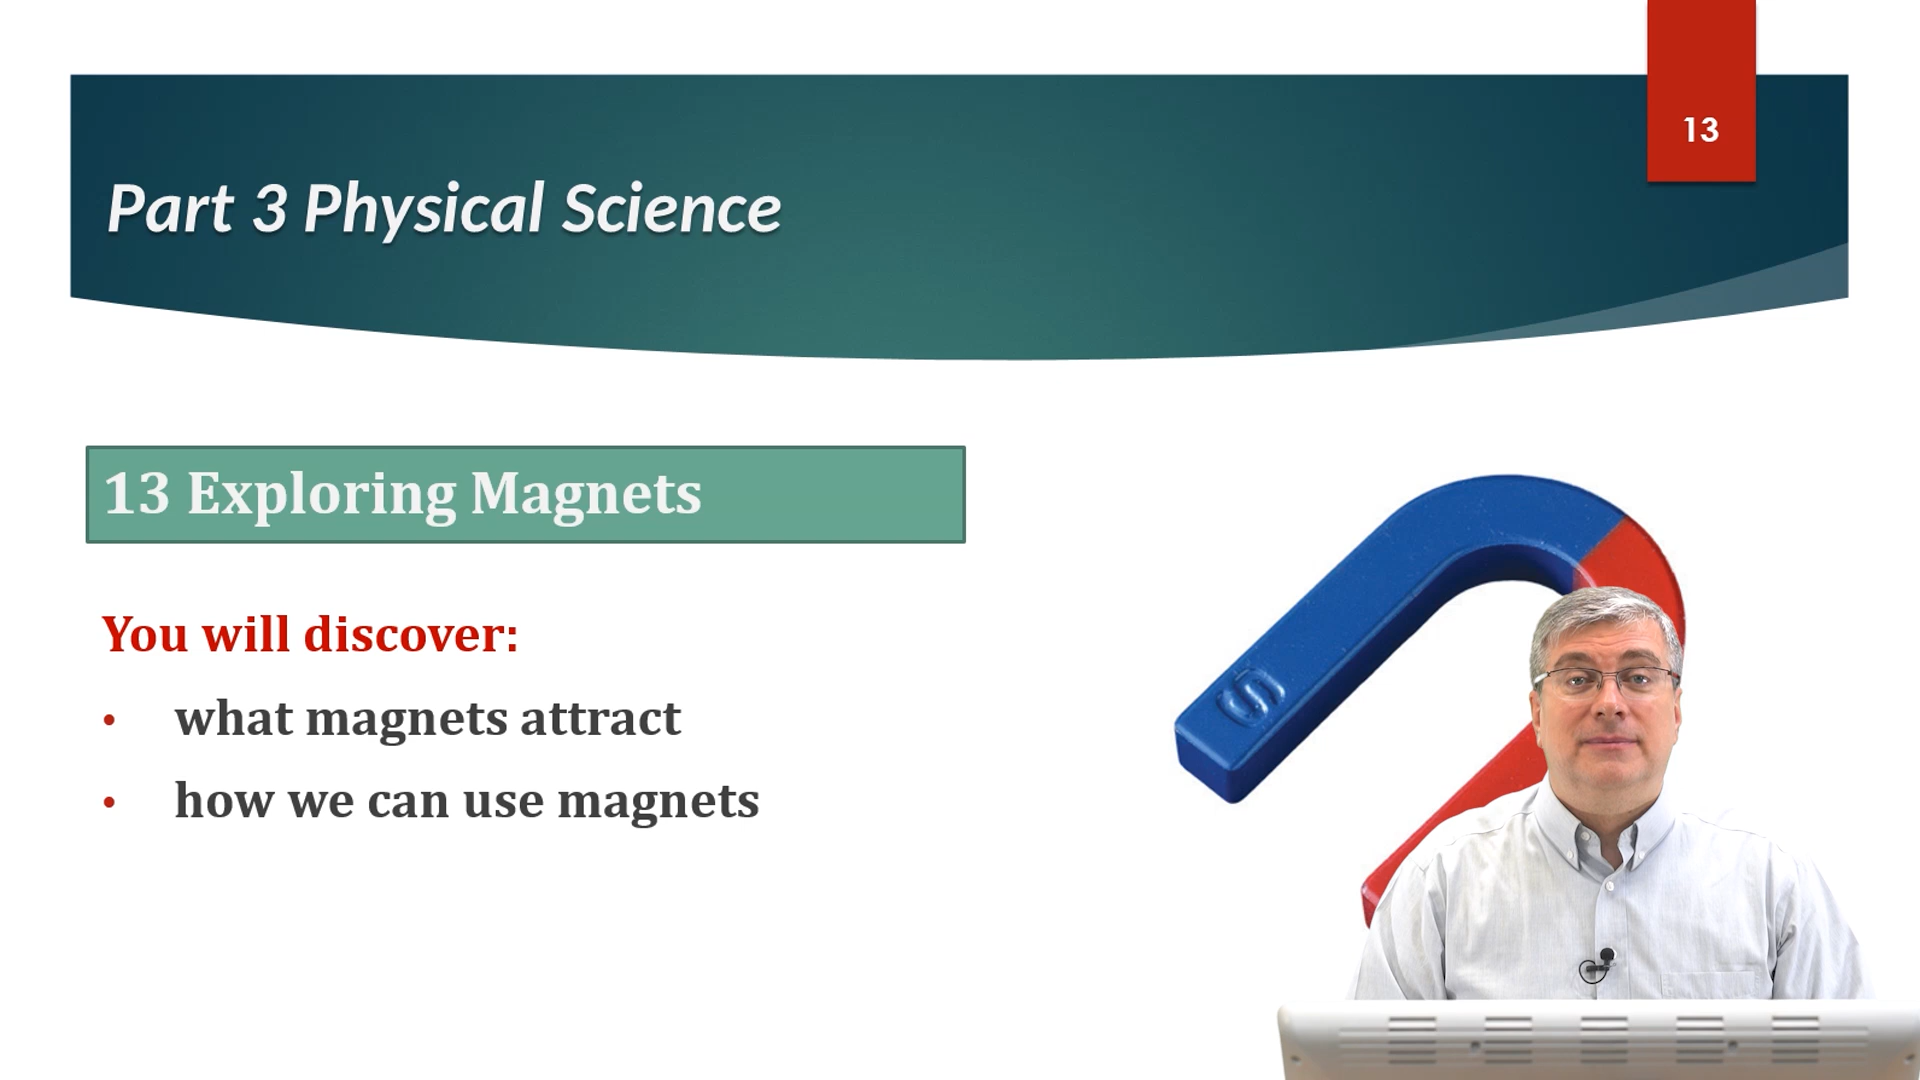 13
Part 3 Physical Science
13 Exploring Magnets
You will discover:
• what magnets attract
• how we can use magnets
S